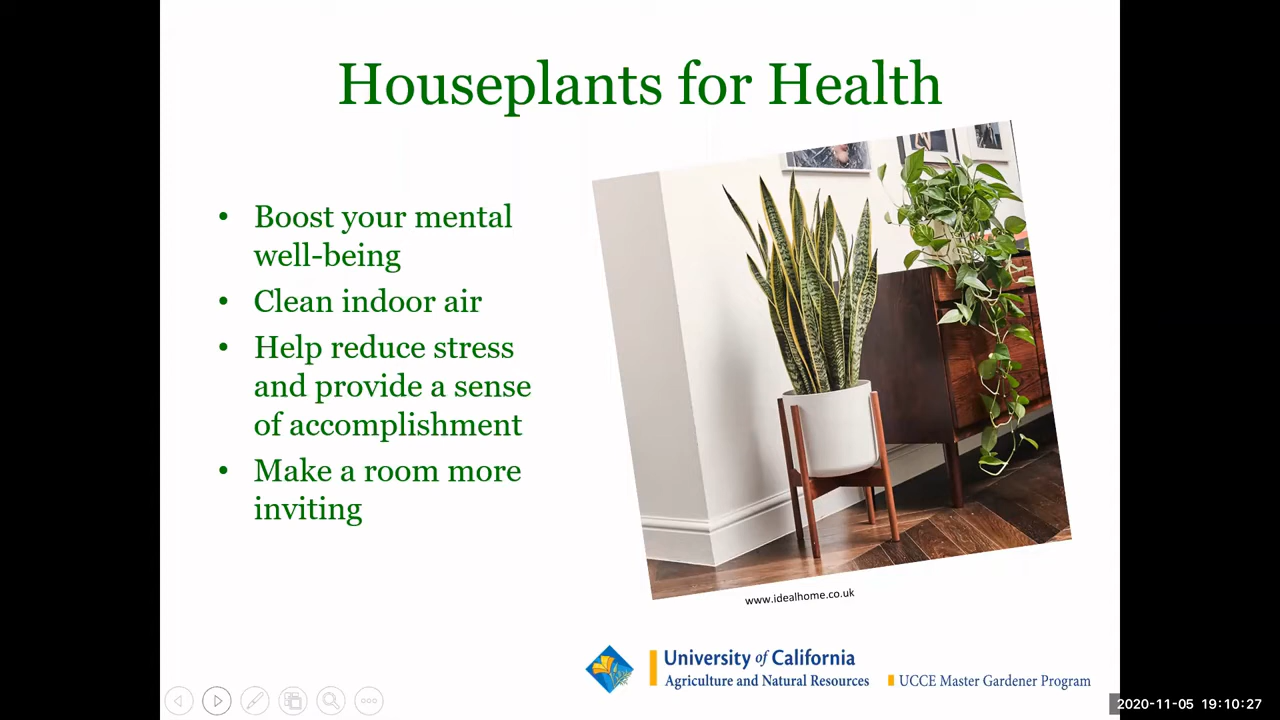 Houseplants for Health
• Boost your mental
well-being
• Clean indoor air
• Help reduce stress
and provide a sense
of accomplishment
• Make a room more
inviting
www.idealhome.co.uk
University of California
Agriculture and Natural Resources
UCCE Master Gardener Program
2020-11-05 19:10:27